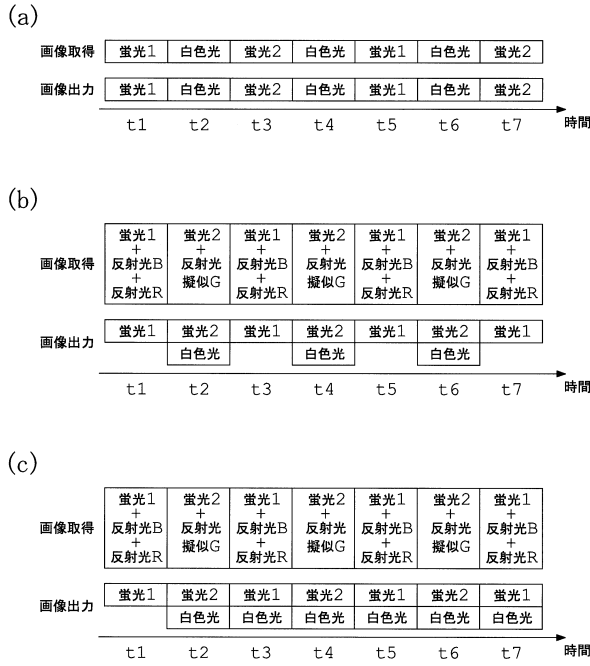 (a)
画像取得 蛍光1 白色光 蛍光2 白色光 蛍光1 白色光 蛍光2
画像出力 蛍光1 白色光 蛍光2 白色光 蛍光1 白色光 蛍光2
t1 t2 t3 t4 t5 t6 t7 時間
(b)
蛍光1 蛍光2 蛍光1 蛍光2 蛍光1 蛍光2 蛍光1
+ + + + + + +
画像取得 反射光B 反射光 反射光B 反射光 反射光B 反射光 反射光B
+ 擬似G + 擬似G + 擬似G +
反射光R 反射光R 反射光R 反射光R
画像出力 蛍光1 蛍光2 蛍光1 蛍光2 蛍光1 蛍光2 蛍光1
白色光 白色光 白色光
t1 t2 t3 t4 t5 t6 t7 時間
(c)
蛍光1 蛍光2 蛍光1 蛍光2 蛍光1 蛍光2 蛍光1
+ + + + + + +
画像取得 反射光B 反射光 反射光B 反射光 反射光B 反射光 反射光B
+ 擬似G + 擬似G + 擬似G +
反射光R 反射光R 反射光R 反射光R
画像出力 蛍光1 蛍光2 蛍光1 蛍光2 蛍光1 蛍光2 蛍光1
白色光 白色光 白色光 白色光 白色光 白色光
t1 t2 t3 t4 t5 t6 t7 時間